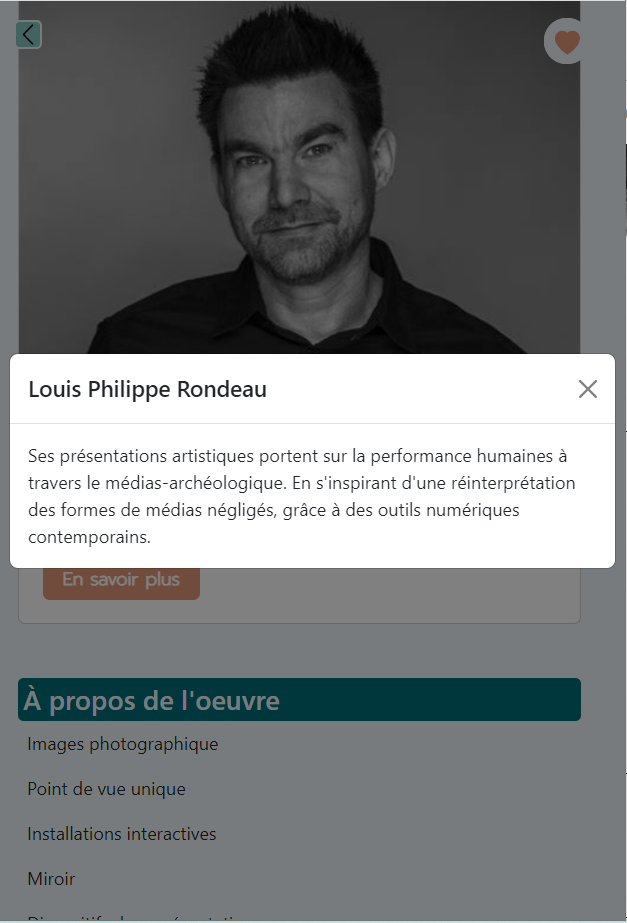 Louis Philippe Rondeau
Ses présentations artistiques portent sur la performance humaines à
travers le médias-archéologique. En s'inspirant d'une réinterprétation
des formes de médias négligés, grâce à des outils numériques
contemporains.
En savoir plus
À propos de l'oeuvre
Images photographique
Point de vue unique
Installations interactives
Miroir